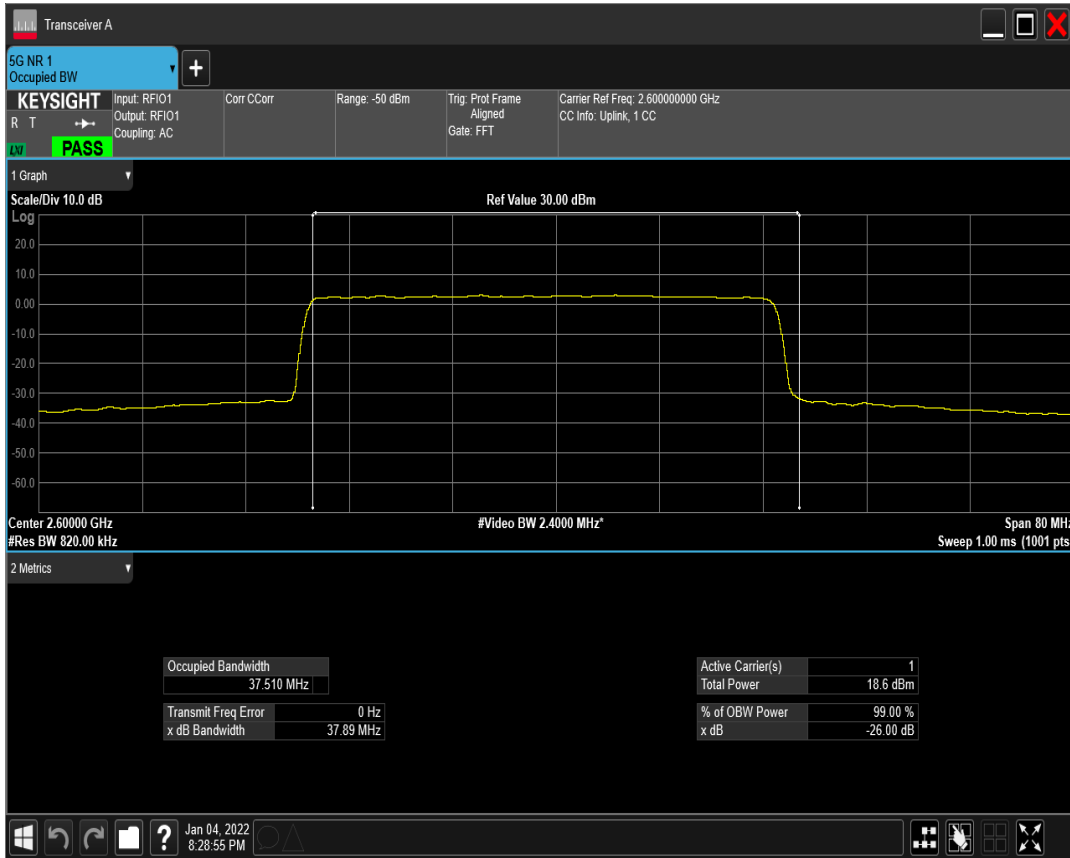 Transceiver A
5G NR 1
Occupied BW
KEYSIGHT
R T
LXI
PASS
Input: RFIO1
Output: RFIO1
Coupling: AC
Corr CCorr
Range: -50 dBm
Trig: Prot Frame
Aligned
Gate: FFT
Carrier Ref Freq: 2.600000000 GHz
CC Info: Uplink, 1 CC
1 Graph
Scale/Div 10.0 dB
Ref Value 30.00 dBm
Log
20.0
10.0
0.00
-10.0
-20.0
-30.0
-40.0
-50.0
-60.0
Center 2.60000 GHz
#Video BW 2.4000 MHz*
Span 80 MHz
#Res BW 820.00 kHz
Sweep 1.00 ms (1001 pts
2 Metrics
Occupied Bandwidth
37.510 MHz
Transmit Freq Error 0 Hz
x dB Bandwidth 37.89 MHz
Active Carrier(s) 1
Total Power 18.6 dBm
% of OBW Power 99.00 %
x dB -26.00 dB
?
Jan 04, 2022
8:28:55 PM